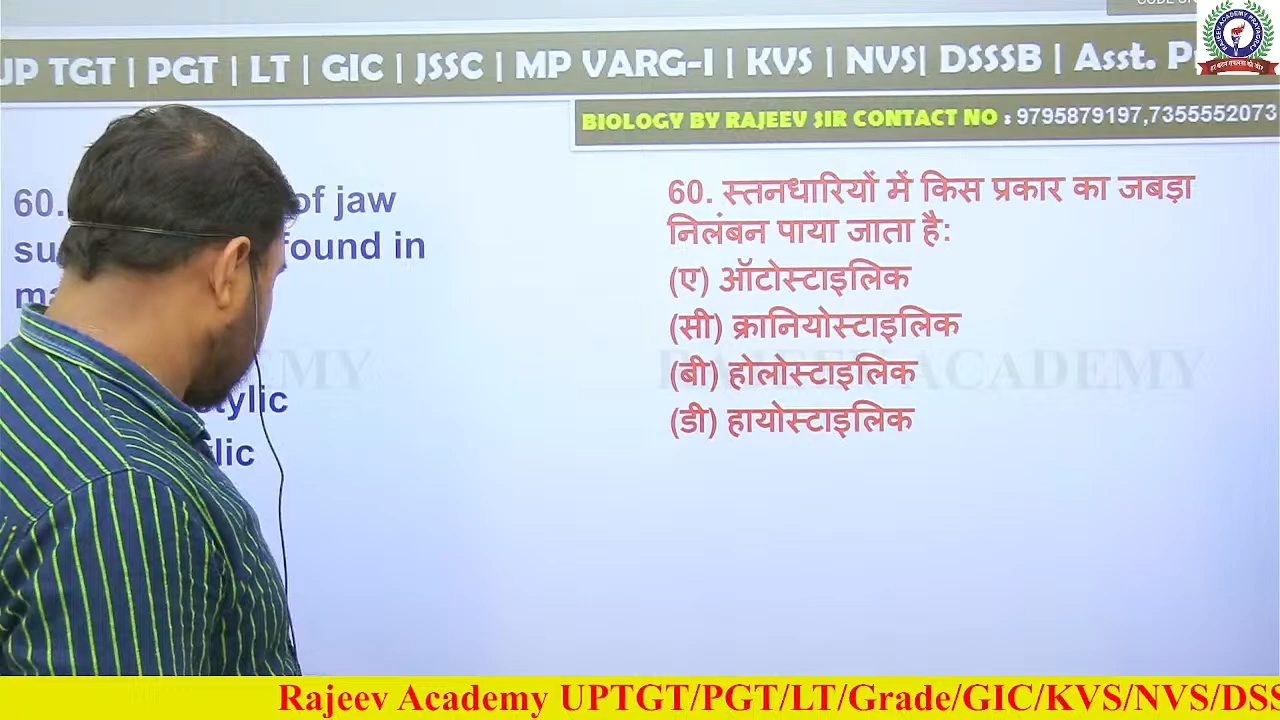 UP TGT | PGT | LT | GIC | JSSC | MP VARG-I | KVS | NVS| DSSSB | Asst.
BIOLOGY BY RAJEEV SIR CONTACT NO : 9795879197,7355552073
60. of jaw
found in
stylic
lic
60. स्तनधारियों में किस प्रकार का जबड़ा
निलंबन पाया जाता है:
(ए) ऑटोस्टाइलिक
(सी) क्रानियोस्टाइलिक
(बी) होलोस्टाइलिक
(डी) हायोस्टाइलिक
RAJEEV ACADEMY
Rajeev Academy UPTGT/PGT/LT/Grade/GIC/KVS/NVS/DSS